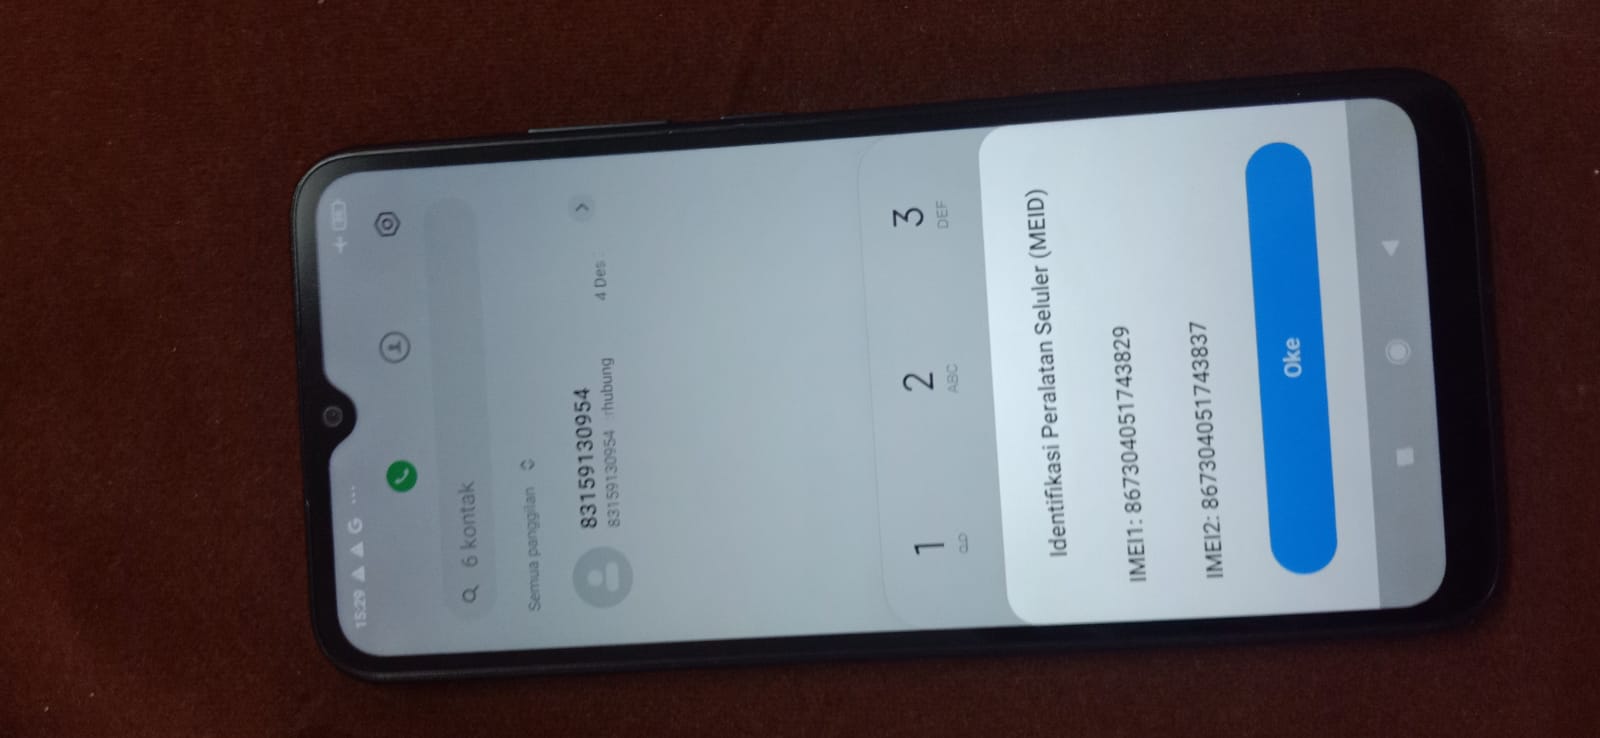 15:29 G ...
6 kontak
Semua panggilan
83159130954
83159130954 rhubung
4 Des
1
2 ABC
3 DEF
Identifikasi Peralatan Seluler (MEID)
IMEI1: 867304051743829
IMEI2: 867304051743837
Oke